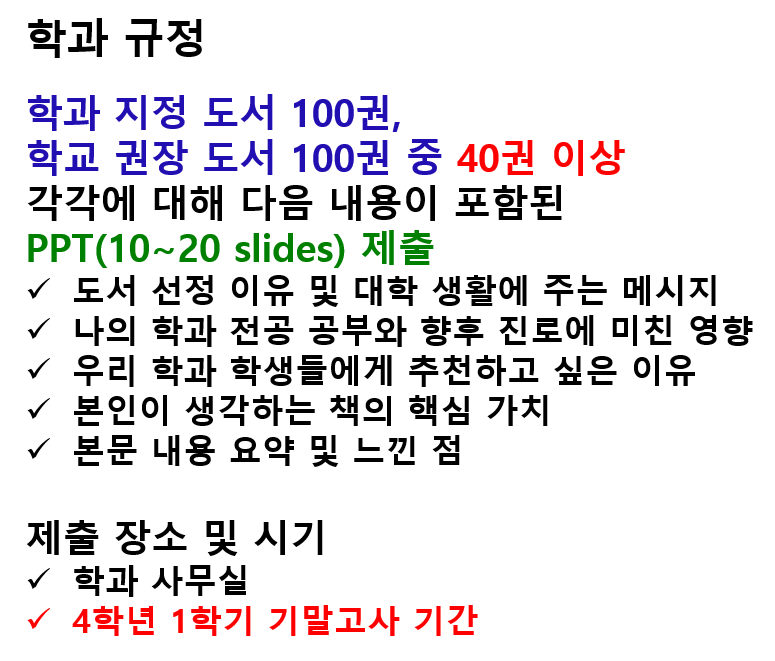 학과 규정
학과 지정 도서 100권,
학교 권장 도서 100권 중 40권 이상
각각에 대해 다음 내용이 포함된
PPT(10~20 slides) 제출
✓ 도서 선정 이유 및 대학 생활에 주는 메시지
✓ 나의 학과 전공 공부와 향후 진로에 미친 영향
✓ 우리 학과 학생들에게 추천하고 싶은 이유
✓ 본인이 생각하는 책의 핵심 가치
✓ 본문 내용 요약 및 느낀 점
제출 장소 및 시기
✓ 학과 사무실
✓ 4학년 1학기 기말고사 기간